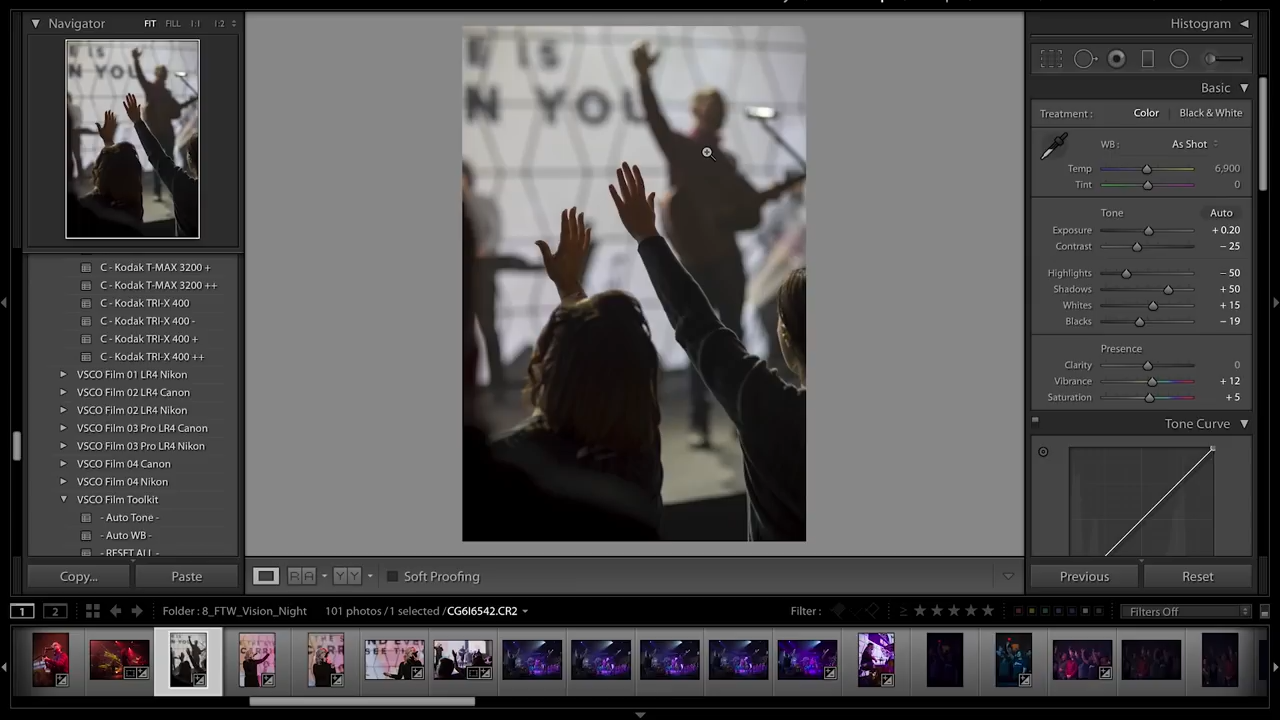 Navigator FIT FILL 1:1 1:2
C - Kodak T-MAX 3200 +
C - Kodak T-MAX 3200 ++
C - Kodak TRI-X 400
C - Kodak TRI-X 400 -
C - Kodak TRI-X 400 +
C - Kodak TRI-X 400 ++
VSCO Film 01 LR4 Nikon
VSCO Film 02 LR4 Canon
VSCO Film 02 LR4 Nikon
VSCO Film 03 Pro LR4 Canon
VSCO Film 03 Pro LR4 Nikon
VSCO Film 04 Canon
VSCO Film 04 Nikon
VSCO Film Toolkit
- Auto Tone -
- Auto WB -
- RESET ALL -
Copy... Paste
E IS
N YOU
R A Y Y Soft Proofing
Histogram
Basic
Treatment : Color Black & White
WB : As Shot
Temp 6,900
Tint 0
Tone Auto
Exposure + 0.20
Contrast - 25
Highlights - 50
Shadows + 50
Whites + 15
Blacks - 19
Presence
Clarity 0
Vibrance + 12
Saturation + 5
Tone Curve
Previous Reset
1 2 Folder : 8_FTW_Vision_Night 101 photos / 1 selected / CG6I6542.CR2 Filter : ≥ ★★★★★ Filters Off